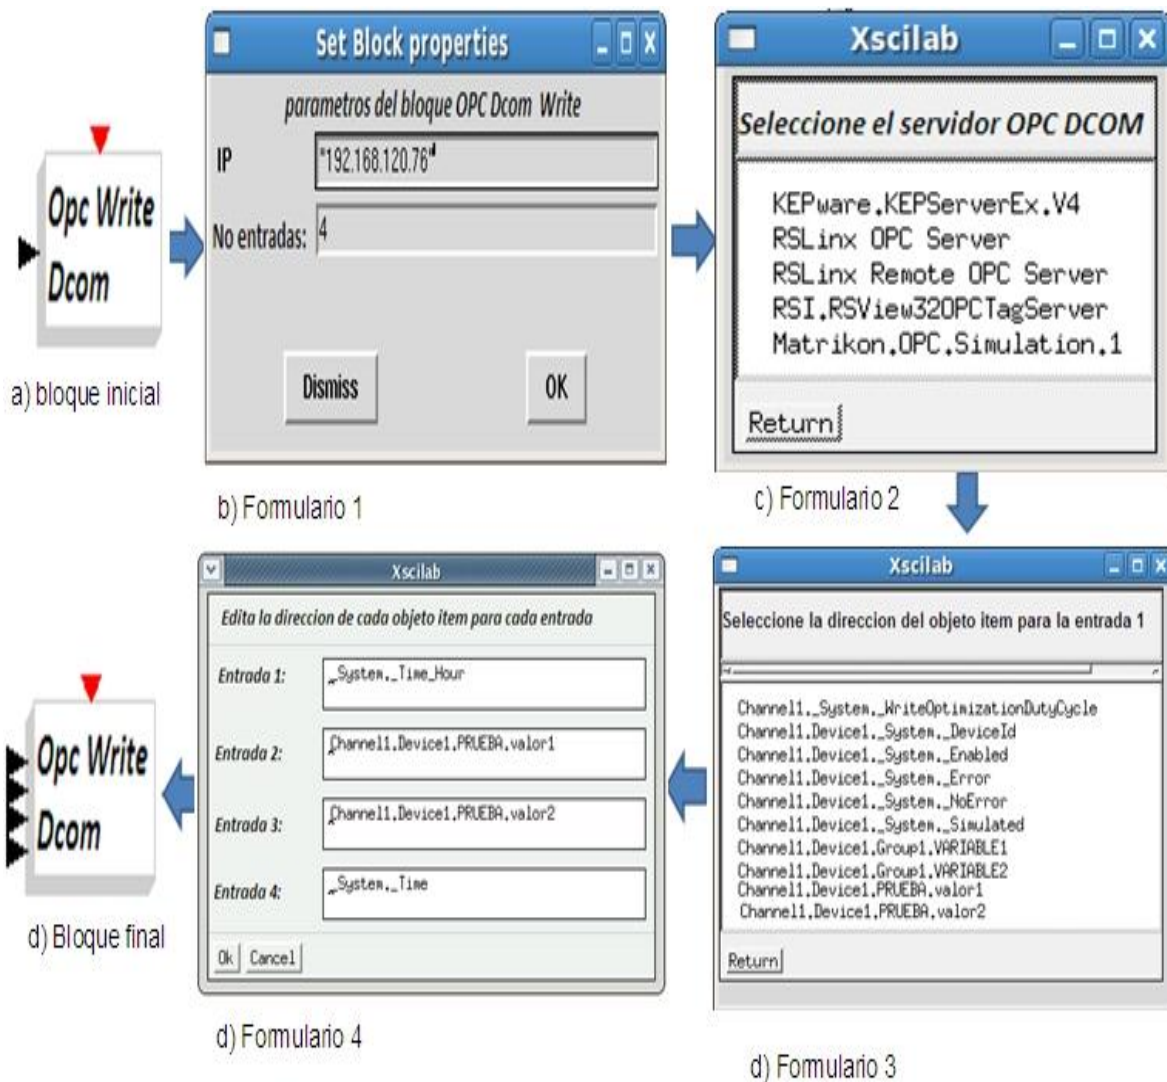 Opc Write
Dcom
a) bloque inicial
Set Block properties
parametros del bloque OPC Dcom Write
IP
"192.168.120.76"
No entradas:
4
Dismiss
OK
b) Formulario 1
Xscilab
Seleccione el servidor OPC DCOM
KEPware.KEPServerEx.V4
RSLinx OPC Server
RSLinx Remote OPC Server
RSI.RSView32OPCTagServer
Matrikon.OPC.Simulation.1
Return
c) Formulario 2
Xscilab
Seleccione la direccion del objeto item para la entrada 1
Channel1._System._WriteOptimizationDutyCycle
Channel1.Device1._System._DeviceId
Channel1.Device1._System._Enabled
Channel1.Device1._System._Error
Channel1.Device1._System._NoError
Channel1.Device1._System._Simulated
Channel1.Device1.Group1.VARIABLE1
Channel1.Device1.Group1.VARIABLE2
Channel1.Device1.PRUEBA.valor1
Channel1.Device1.PRUEBA.valor2
Return
d) Formulario 3
Xscilab
Edita la direccion de cada objeto item para cada entrada
Entrada 1:
_System._Time_Hour
Entrada 2:
Channel1.Device1.PRUEBA.valor1
Entrada 3:
Channel1.Device1.PRUEBA.valor2
Entrada 4:
_System._Time
Ok
Cancel
d) Formulario 4
Opc Write
Dcom
d) Bloque final